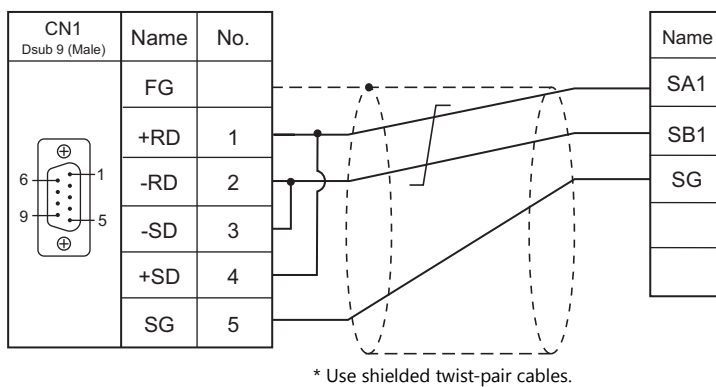 CN1
Dsub 9 (Male)
Name No.
FG
+RD 1
-RD 2
-SD 3
+SD 4
SG 5
6
1
9
5
Name
SA1
SB1
SG
* Use shielded twist-pair cables.